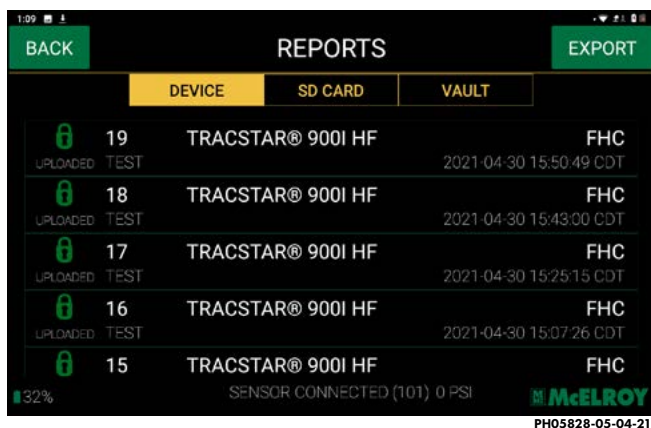 1:09
BACK REPORTS EXPORT
DEVICE SD CARD VAULT
19 TRACSTAR® 900I HF FHC
UPLOADED TEST 2021-04-30 15:50:49 CDT
18 TRACSTAR® 900I HF FHC
UPLOADED TEST 2021-04-30 15:43:00 CDT
17 TRACSTAR® 900I HF FHC
UPLOADED TEST 2021-04-30 15:25:15 CDT
16 TRACSTAR® 900I HF FHC
UPLOADED TEST 2021-04-30 15:07:26 CDT
15 TRACSTAR® 900I HF FHC
32% SENSOR CONNECTED (101) 0 PSI McELROY
PH05828-05-04-21